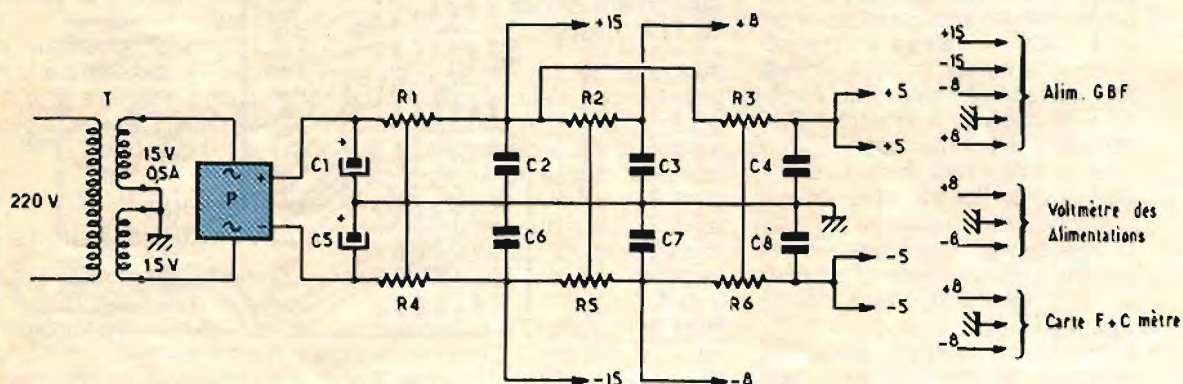 +15
+8
+15
-15
-8
+8
Alim. GBF
T
R1
R2
R3
+5
+5
15 V
0,5A
C1
C2
C3
C4
220 V
P
+
-
+
+
+8
-8
Voltmètre des
Alimentations
15 V
C5
C6
C7
C8
-5
-5
R4
R5
R6
+8
-8
Carte F+C mètre
-15
-8